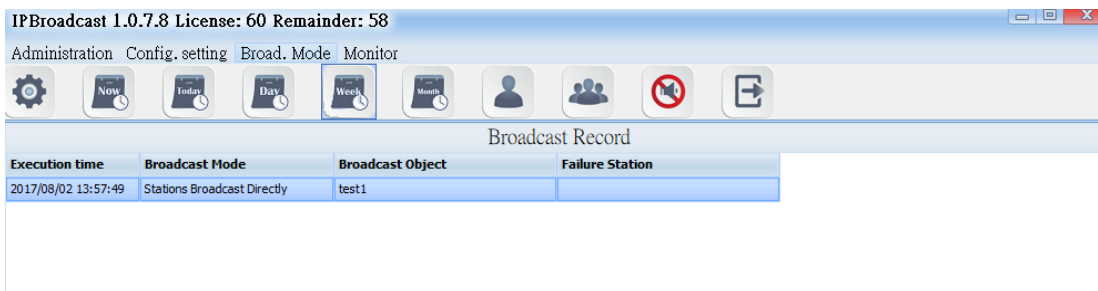 IPBroadcast 1.0.7.8 License: 60 Remainder: 58
Administration Config. setting Broad. Mode Monitor
Now Today Day Week Month
Broadcast Record
Execution time Broadcast Mode Broadcast Object Failure Station
2017/08/02 13:57:49 Stations Broadcast Directly test1